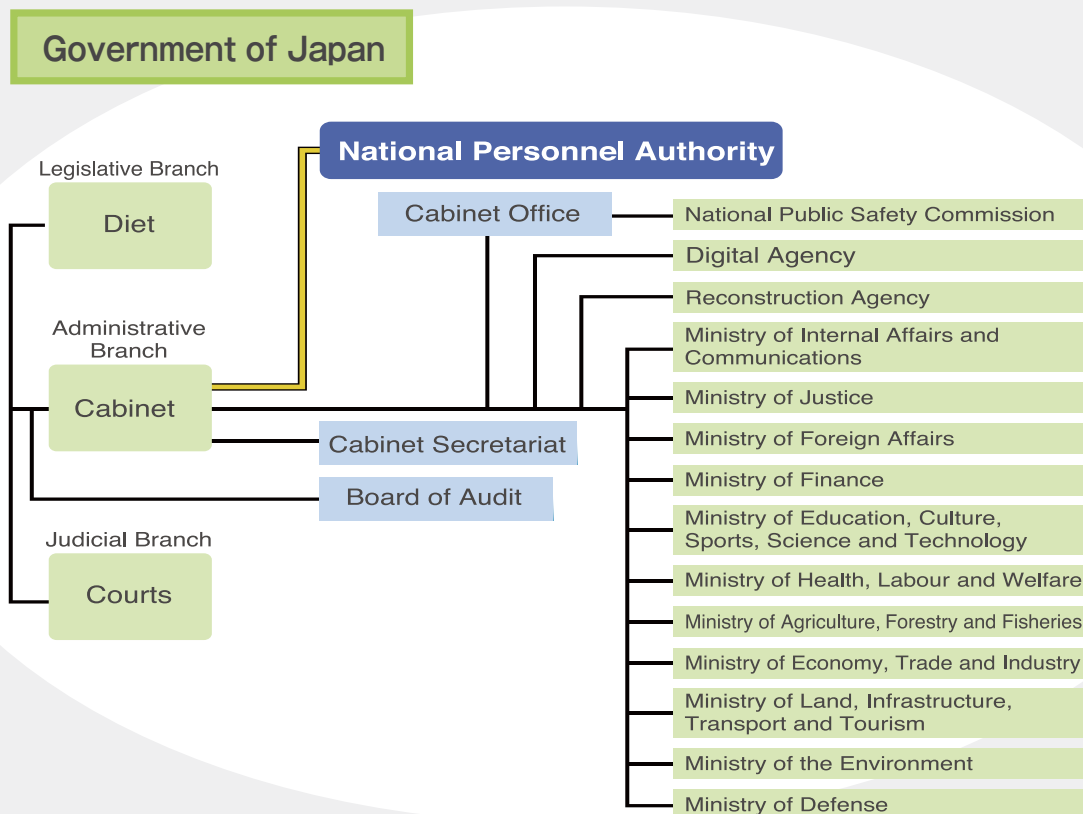 Government of Japan
National Personnel Authority
Legislative Branch
Diet
Cabinet Office
National Public Safety Commission
Digital Agency
Reconstruction Agency
Administrative
Branch
Cabinet
Ministry of Internal Affairs and
Communications
Ministry of Justice
Cabinet Secretariat
Ministry of Foreign Affairs
Ministry of Finance
Board of Audit
Ministry of Education, Culture,
Sports, Science and Technology
Judicial Branch
Courts
Ministry of Health, Labour and Welfare
Ministry of Agriculture, Forestry and Fisheries
Ministry of Economy, Trade and Industry
Ministry of Land, Infrastructure,
Transport and Tourism
Ministry of the Environment
Ministry of Defense